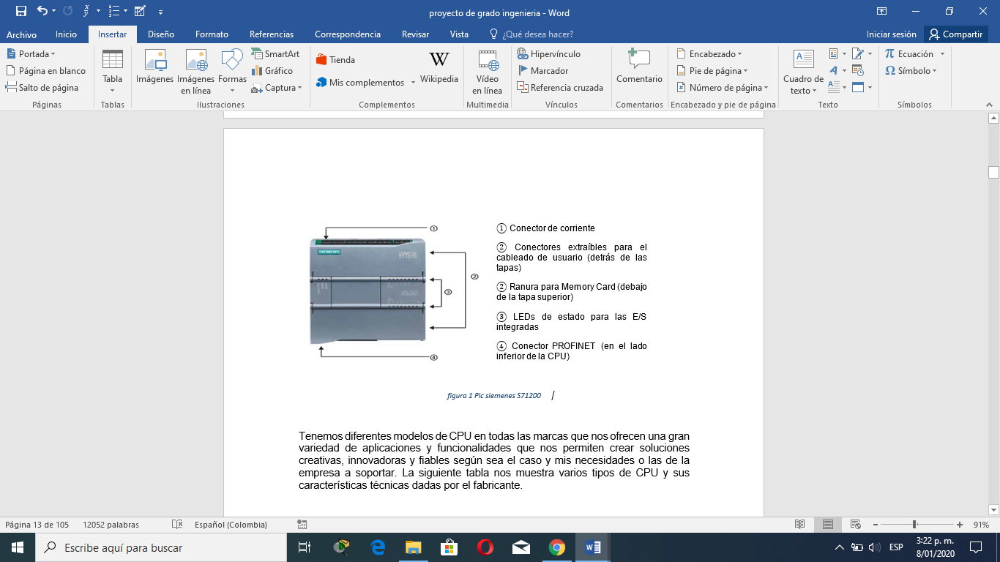 proyecto de grado ingenieria - Word
Archivo Inicio Insertar Diseño Formato Referencias Correspondencia Revisar Vista ¿Qué desea hacer? Iniciar sesión Compartir
Portada
Página en blanco
Salto de página
Páginas
Tabla
Tablas
Imágenes
Imágenes en línea
Formas
SmartArt
Gráfico
Captura
Ilustraciones
Tienda
Mis complementos
Wikipedia
Complementos
Vídeo en línea
Multimedia
Hipervínculo
Marcador
Referencia cruzada
Vínculos
Comentario
Comentarios
Encabezado
Pie de página
Número de página
Encabezado y pie de página
Cuadro de texto
Texto
Ecuación
Símbolo
Símbolos
①
SIEMENS
②
③
④
① Conector de corriente
② Conectores extraíbles para el
cableado de usuario (detrás de las
tapas)
② Ranura para Memory Card (debajo
de la tapa superior)
③ LEDs de estado para las E/S
integradas
④ Conector PROFINET (en el lado
inferior de la CPU)
figura 1 Plc siemenes S71200
Tenemos diferentes modelos de CPU en todas las marcas que nos ofrecen una gran
variedad de aplicaciones y funcionalidades que nos permiten crear soluciones
creativas, innovadoras y fiables según sea el caso y mis necesidades o las de la
empresa a soportar. La siguiente tabla nos muestra varios tipos de CPU y sus
características técnicas dadas por el fabricante.
Página 13 de 105 12052 palabras Español (Colombia) 91%
Escribe aquí para buscar
ESP
3:22 p. m.
8/01/2020